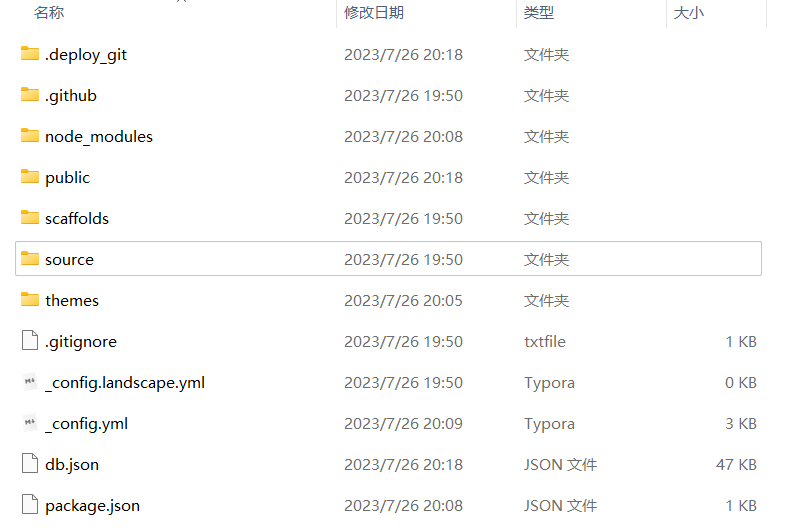 名称 修改日期 类型 大小
.deploy_git 2023/7/26 20:18 文件夹
.github 2023/7/26 19:50 文件夹
node_modules 2023/7/26 20:08 文件夹
public 2023/7/26 20:18 文件夹
scaffolds 2023/7/26 19:50 文件夹
source 2023/7/26 19:50 文件夹
themes 2023/7/26 20:05 文件夹
.gitignore 2023/7/26 19:50 txtfile 1 KB
_config.landscape.yml 2023/7/26 19:50 Typora 0 KB
_config.yml 2023/7/26 20:09 Typora 3 KB
db.json 2023/7/26 20:18 JSON 文件 47 KB
package.json 2023/7/26 20:08 JSON 文件 1 KB